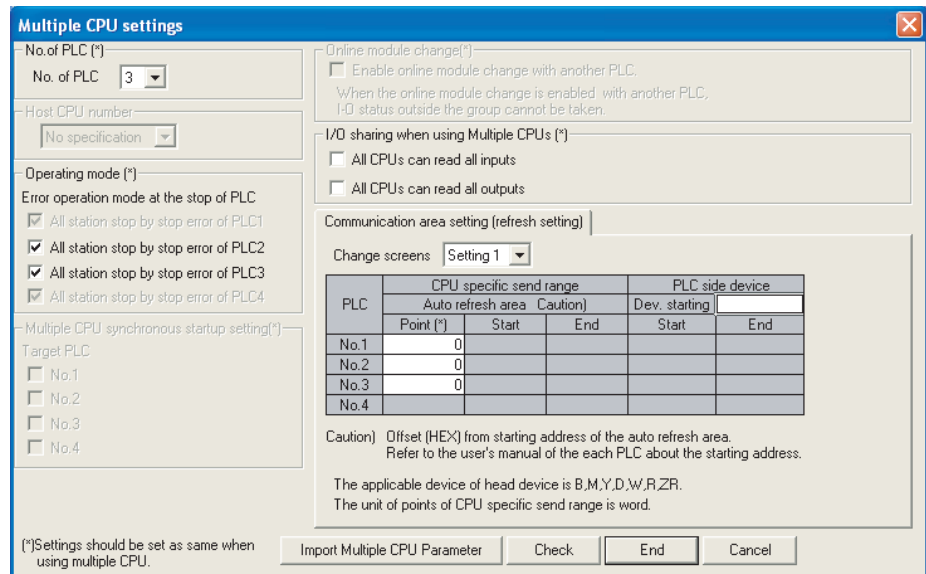 Multiple CPU settings
No.of PLC (*)
No. of PLC 3
Host CPU number
No specification
Operating mode (*)
Error operation mode at the stop of PLC
All station stop by stop error of PLC1
All station stop by stop error of PLC2
All station stop by stop error of PLC3
All station stop by stop error of PLC4
Multiple CPU synchronous startup setting(*)
Target PLC
No.1
No.2
No.3
No.4
Online module change(*)
Enable online module change with another PLC.
When the online module change is enabled with another PLC,
I-O status outside the group cannot be taken.
I/O sharing when using Multiple CPUs (*)
All CPUs can read all inputs
All CPUs can read all outputs
Communication area setting (refresh setting)
Change screens Setting 1
PLC CPU specific send range PLC side device
Auto refresh area Caution) Dev. starting
Point (*) Start End Start End
No.1 0
No.2 0
No.3 0
No.4
Caution) Offset (HEX) from starting address of the auto refresh area.
Refer to the user's manual of the each PLC about the starting address.
The applicable device of head device is B,M,Y,D,W,R,ZR.
The unit of points of CPU specific send range is word.
(*)Settings should be set as same when
using multiple CPU.
Import Multiple CPU Parameter Check End Cancel